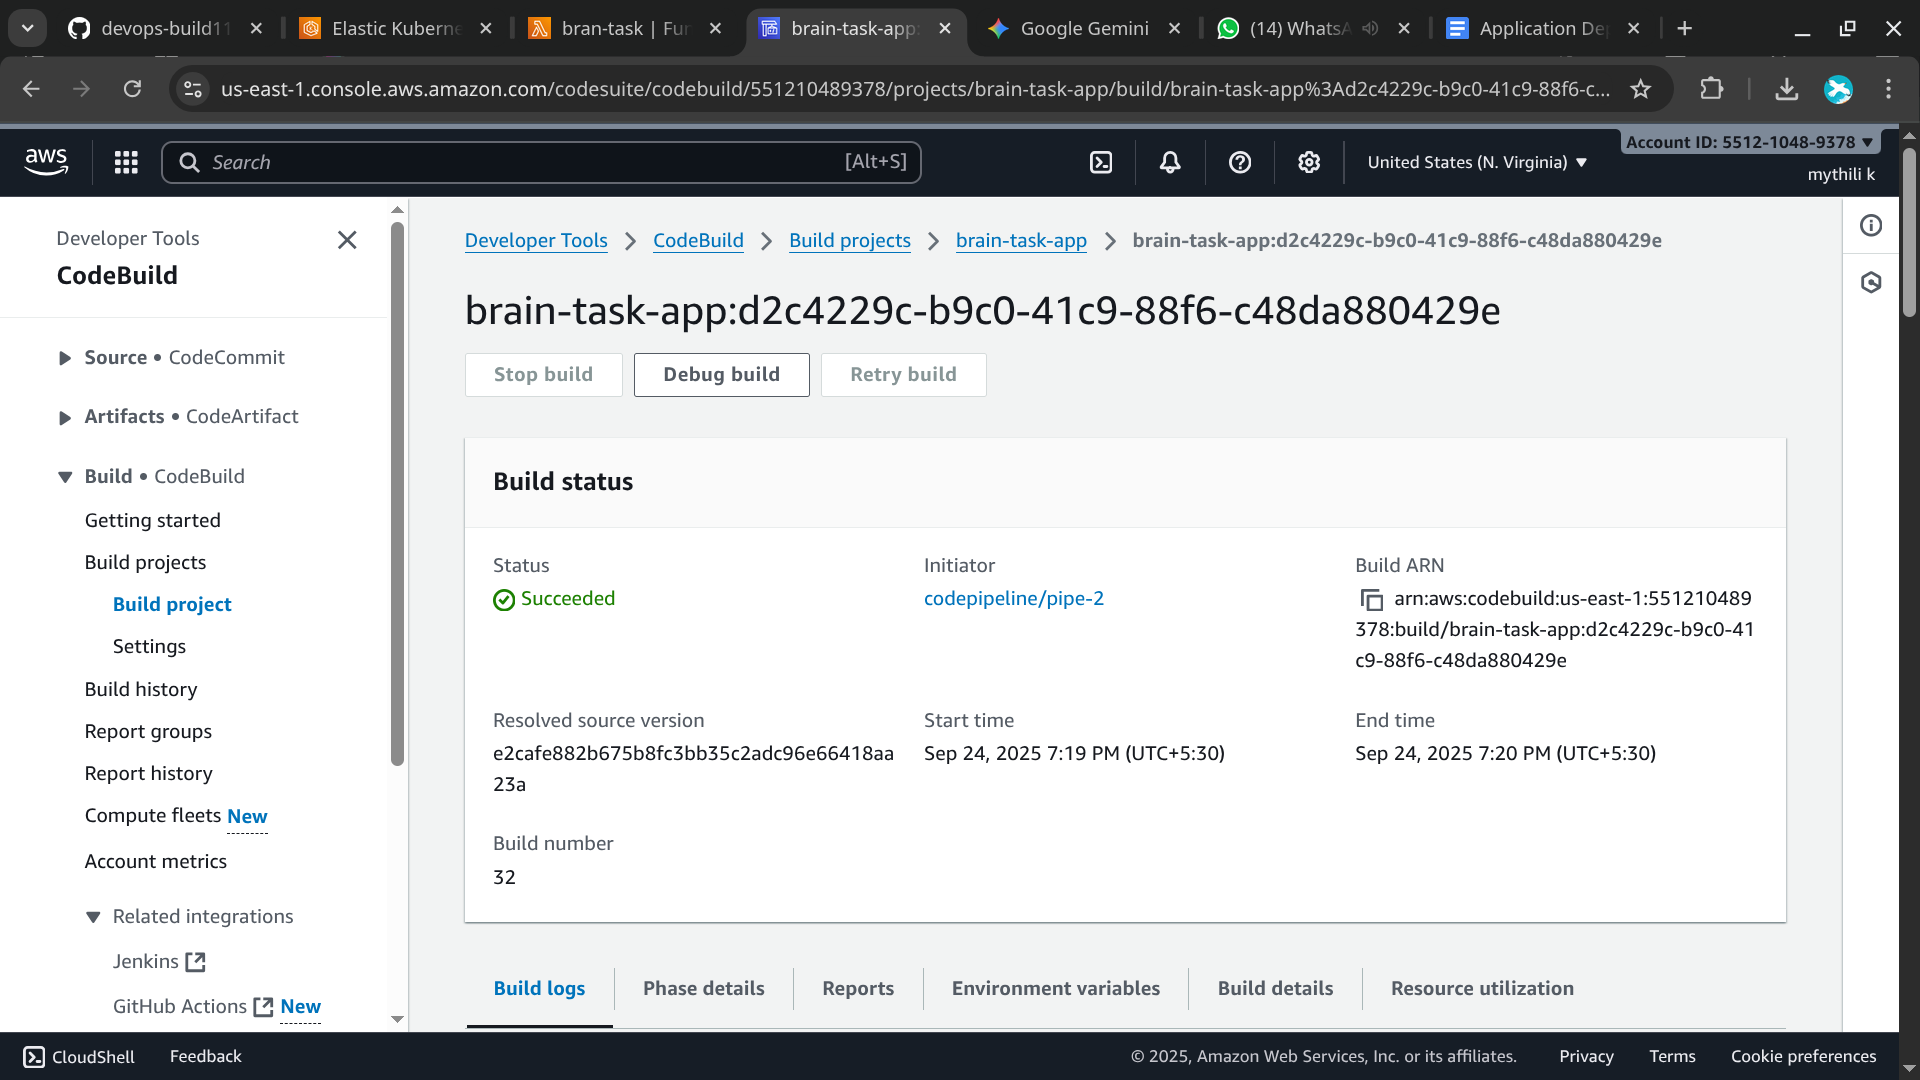 devops-build11
Elastic Kuberne
bran-task | Fun
brain-task-app:
Google Gemini
(14) WhatsA
Application Dep
us-east-1.console.aws.amazon.com/codesuite/codebuild/551210489378/projects/brain-task-app/build/brain-task-app%3Ad2c4229c-b9c0-41c9-88f6-c...
aws
Search
[Alt+S]
United States (N. Virginia)
Account ID: 5512-1048-9378
mythili k
Developer Tools
CodeBuild
Source • CodeCommit
Artifacts • CodeArtifact
Build • CodeBuild
Getting started
Build projects
Build project
Settings
Build history
Report groups
Report history
Compute fleets New
Account metrics
Related integrations
Jenkins
GitHub Actions New
Developer Tools > CodeBuild > Build projects > brain-task-app > brain-task-app:d2c4229c-b9c0-41c9-88f6-c48da880429e
brain-task-app:d2c4229c-b9c0-41c9-88f6-c48da880429e
Stop build
Debug build
Retry build
Build status
Status
Succeeded
Initiator
codepipeline/pipe-2
Build ARN
arn:aws:codebuild:us-east-1:551210489
378:build/brain-task-app:d2c4229c-b9c0-41
c9-88f6-c48da880429e
Resolved source version
e2cafe882b675b8fc3bb35c2adc96e66418aa
23a
Start time
Sep 24, 2025 7:19 PM (UTC+5:30)
End time
Sep 24, 2025 7:20 PM (UTC+5:30)
Build number
32
Build logs
Phase details
Reports
Environment variables
Build details
Resource utilization
CloudShell
Feedback
© 2025, Amazon Web Services, Inc. or its affiliates.
Privacy
Terms
Cookie preferences